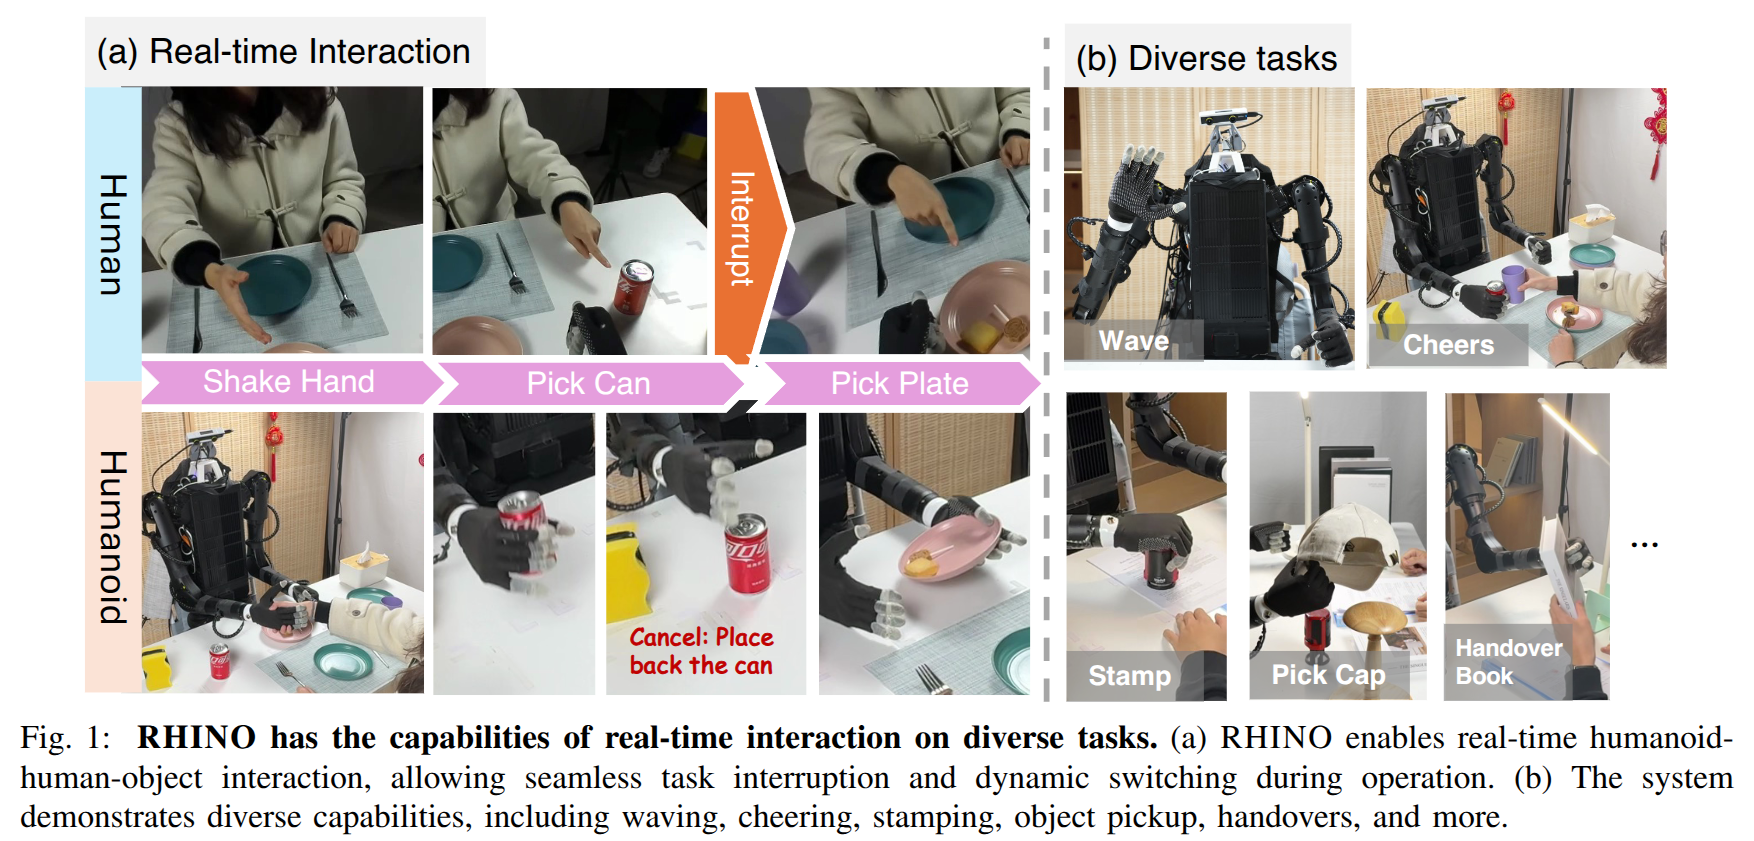 (a) Real-time Interaction
Human
Interrupt
Shake Hand
Pick Can
Pick Plate
Humanoid
Cancel: Place
back the can
(b) Diverse tasks
Wave
Cheers
Stamp
Pick Cap
Handover
Book
...
Fig. 1: RHINO has the capabilities of real-time interaction on diverse tasks. (a) RHINO enables real-time humanoid-
human-object interaction, allowing seamless task interruption and dynamic switching during operation. (b) The system
demonstrates diverse capabilities, including waving, cheering, stamping, object pickup, handovers, and more.